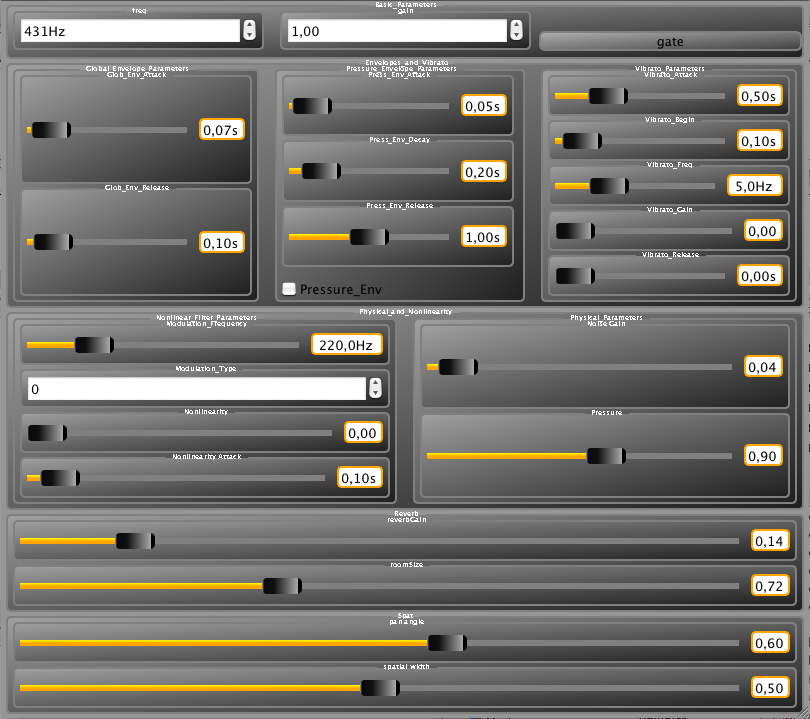 Basic_Parameters
freq
gain
431Hz
1,00
gate
Envelopes_and_Vibrato
Global_Envelope_Parameters
Glob_Env_Attack
0,07s
Glob_Env_Release
0,10s
Pressure_Envelope_Parameters
Press_Env_Attack
0,05s
Press_Env_Decay
0,20s
Press_Env_Release
1,00s
Pressure_Env
Vibrato_Parameters
Vibrato_Attack
0,50s
Vibrato_Begin
0,10s
Vibrato_Freq
5,0Hz
Vibrato_Gain
0,00
Vibrato_Release
0,00s
Physical_and_Nonlinearity
Nonlinear_Filter_Parameters
Modulation_Frequency
220,0Hz
Modulation_Type
0
Nonlinearity
0,00
Nonlinearity Attack
0,10s
Physical_Parameters
Noise Gain
0,04
Pressure
0,90
Reverb
reverbGain
0,14
roomSize
0,72
Spat
pan angle
0,60
spatial width
0,50